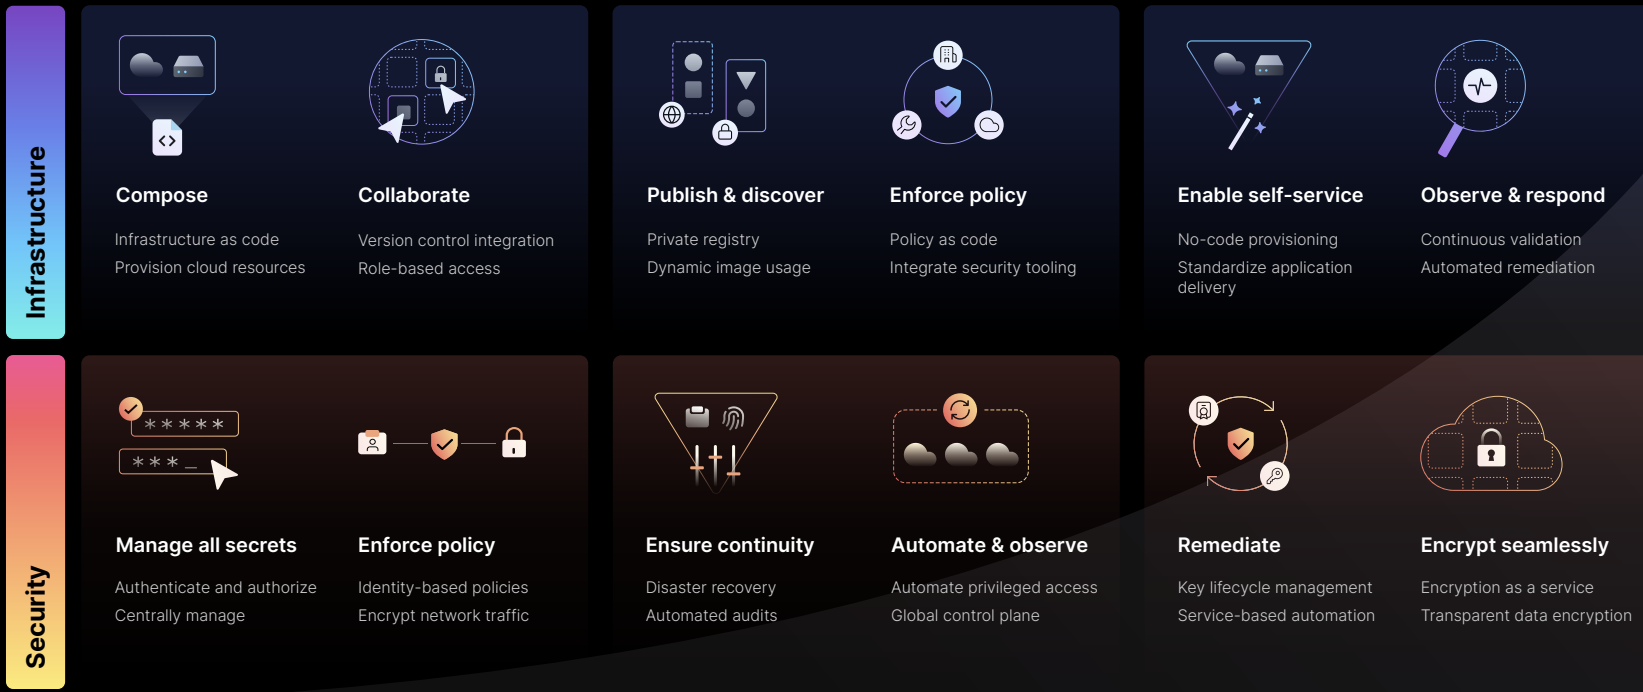 Infrastructure
Compose
Infrastructure as code
Provision cloud resources
Collaborate
Version control integration
Role-based access
Publish & discover
Private registry
Dynamic image usage
Enforce policy
Policy as code
Integrate security tooling
Enable self-service
No-code provisioning
Standardize application
delivery
Observe & respond
Continuous validation
Automated remediation
Security
* * * * *
* * * _
Manage all secrets
Authenticate and authorize
Centrally manage
Enforce policy
Identity-based policies
Encrypt network traffic
Ensure continuity
Disaster recovery
Automated audits
Automate & observe
Automate privileged access
Global control plane
Remediate
Key lifecycle management
Service-based automation
Encrypt seamlessly
Encryption as a service
Transparent data encryption